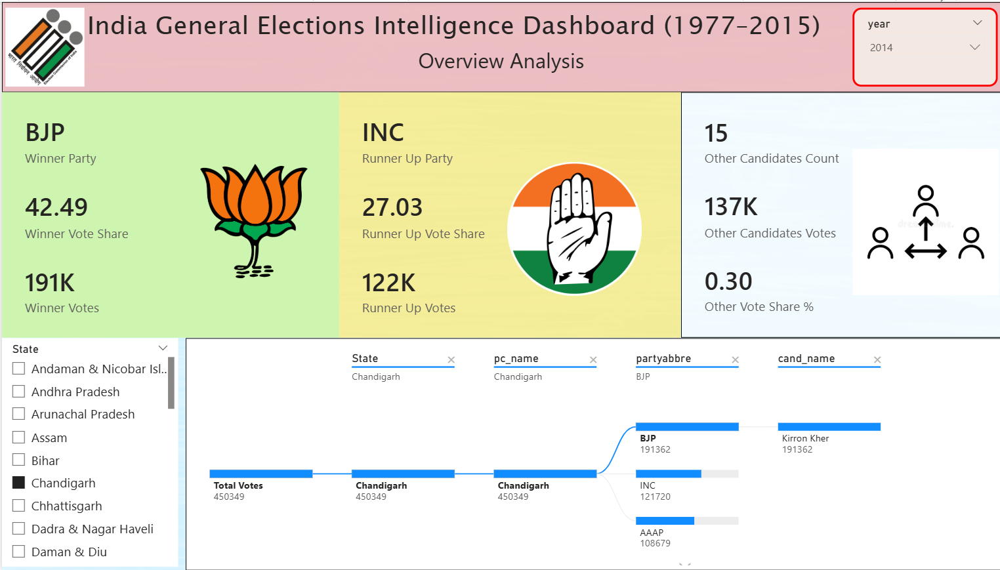 India General Elections Intelligence Dashboard (1977-2015)
Overview Analysis
year
2014
भारत निर्वाचन आयोग
Election Commission of India
BJP
Winner Party
42.49
Winner Vote Share
191K
Winner Votes
INC
Runner Up Party
27.03
Runner Up Vote Share
122K
Runner Up Votes
15
Other Candidates Count
137K
Other Candidates Votes
0.30
Other Vote Share %
State
Andaman & Nicobar Isl..
Andhra Pradesh
Arunachal Pradesh
Assam
Bihar
Chandigarh
Chhattisgarh
Dadra & Nagar Haveli
Daman & Diu
State
Chandigarh
pc_name
Chandigarh
partyabbre
BJP
cand_name
Total Votes
450349
Chandigarh
450349
Chandigarh
450349
BJP
191362
INC
121720
AAAP
108679
Kirron Kher
191362